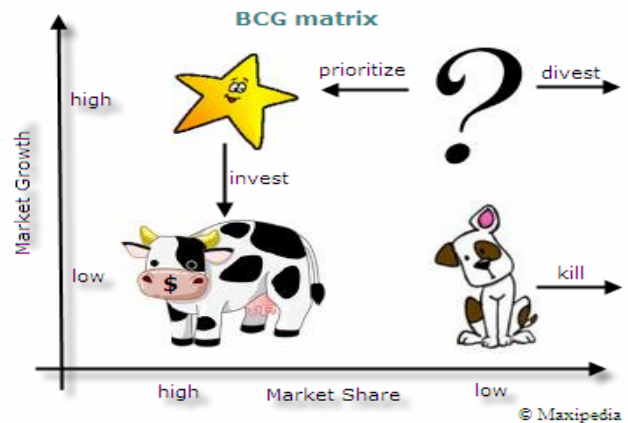 BCG matrix
prioritize
divest
high
Market Growth
invest
low
$
kill
high
Market Share
low
© Maxipedia
?